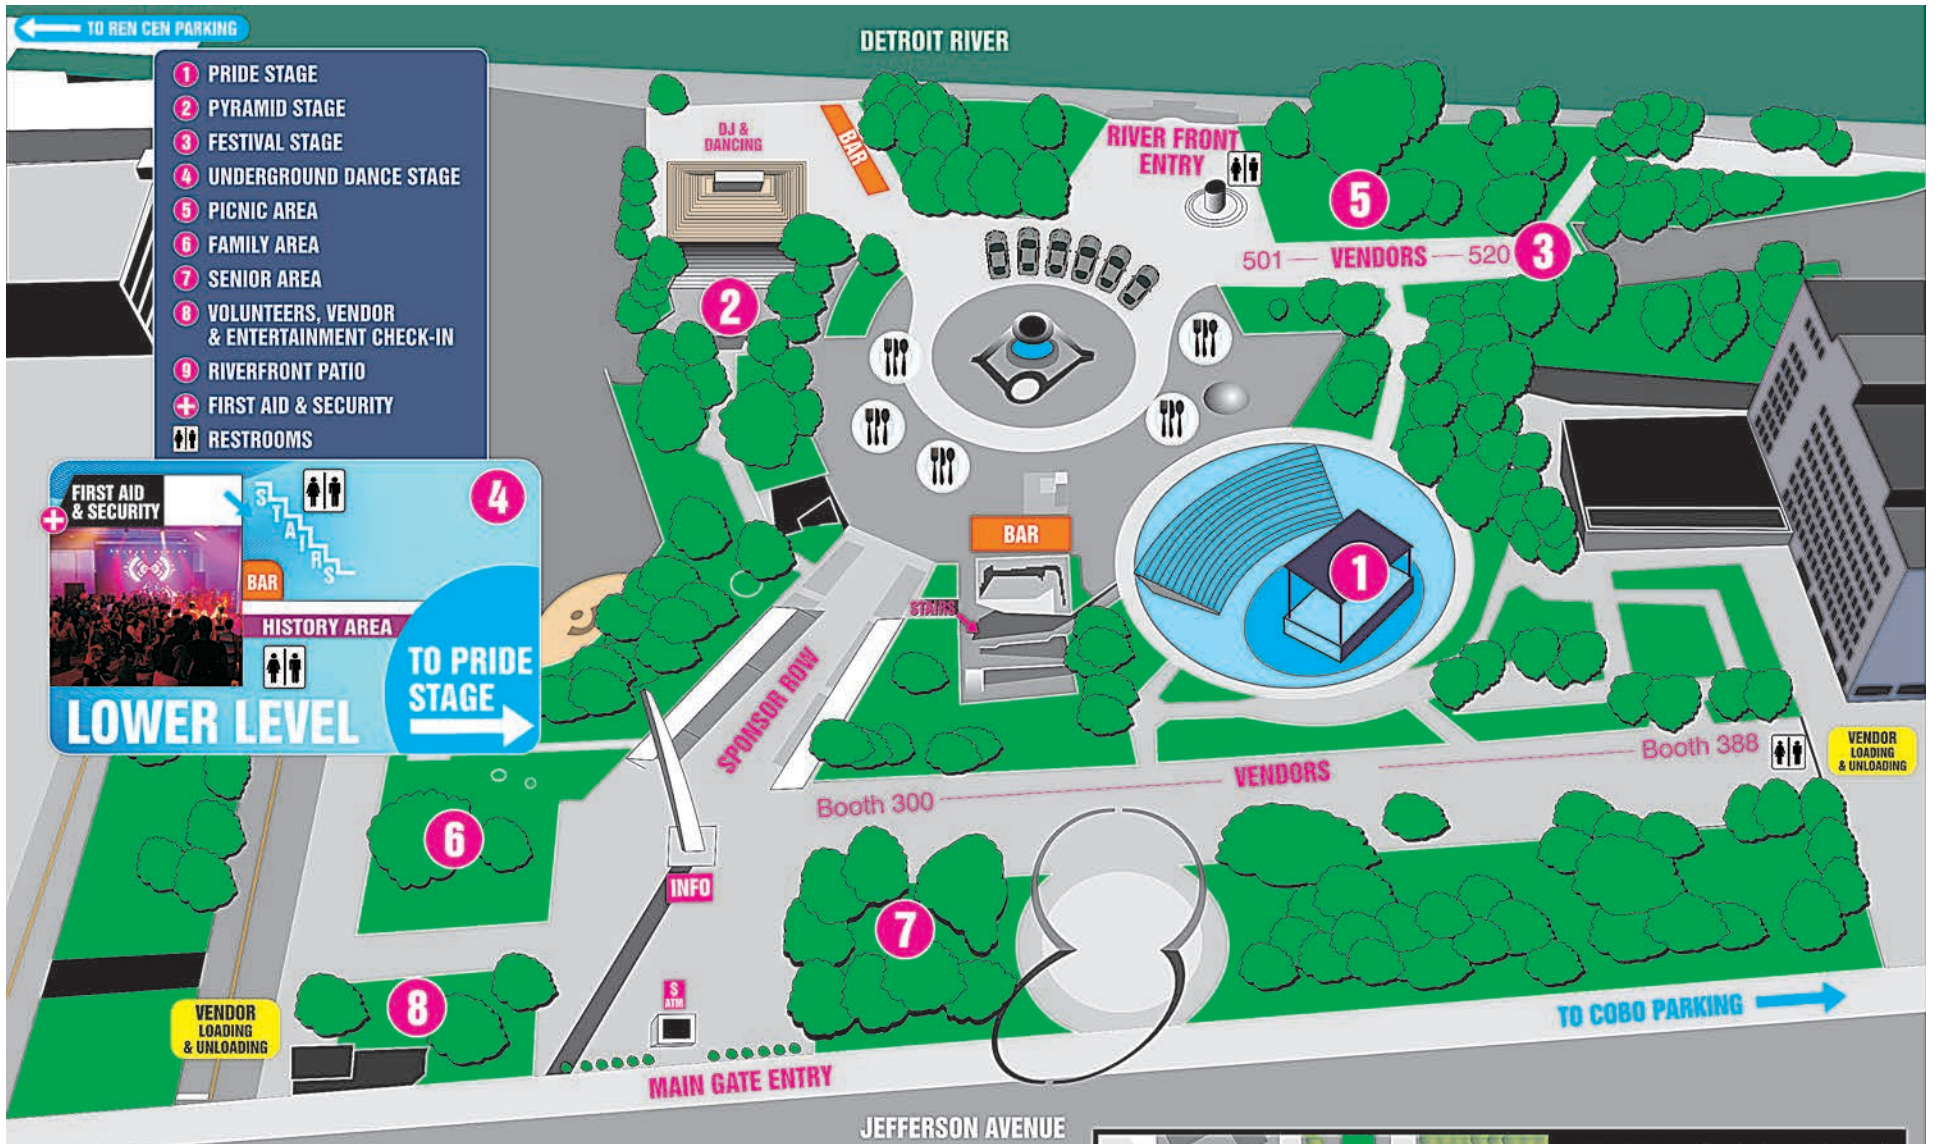 TO REN CEN PARKING
DETROIT RIVER
1 PRIDE STAGE
2 PYRAMID STAGE
3 FESTIVAL STAGE
4 UNDERGROUND DANCE STAGE
5 PICNIC AREA
6 FAMILY AREA
7 SENIOR AREA
8 VOLUNTEERS, VENDOR
& ENTERTAINMENT CHECK-IN
9 RIVERFRONT PATIO
FIRST AID & SECURITY
RESTROOMS
DJ &
DANCING
BAR
RIVER FRONT
ENTRY
5
501
VENDORS
520
3
2
FIRST AID
& SECURITY
STAIRS
4
BAR
HISTORY AREA
TO PRIDE
STAGE
LOWER LEVEL
BAR
1
STAIRS
SPONSOR ROW
Booth 300
VENDORS
Booth 388
VENDOR
LOADING
& UNLOADING
6
INFO
7
8
$
ATM
VENDOR
LOADING
& UNLOADING
TO COBO PARKING
MAIN GATE ENTRY
JEFFERSON AVENUE